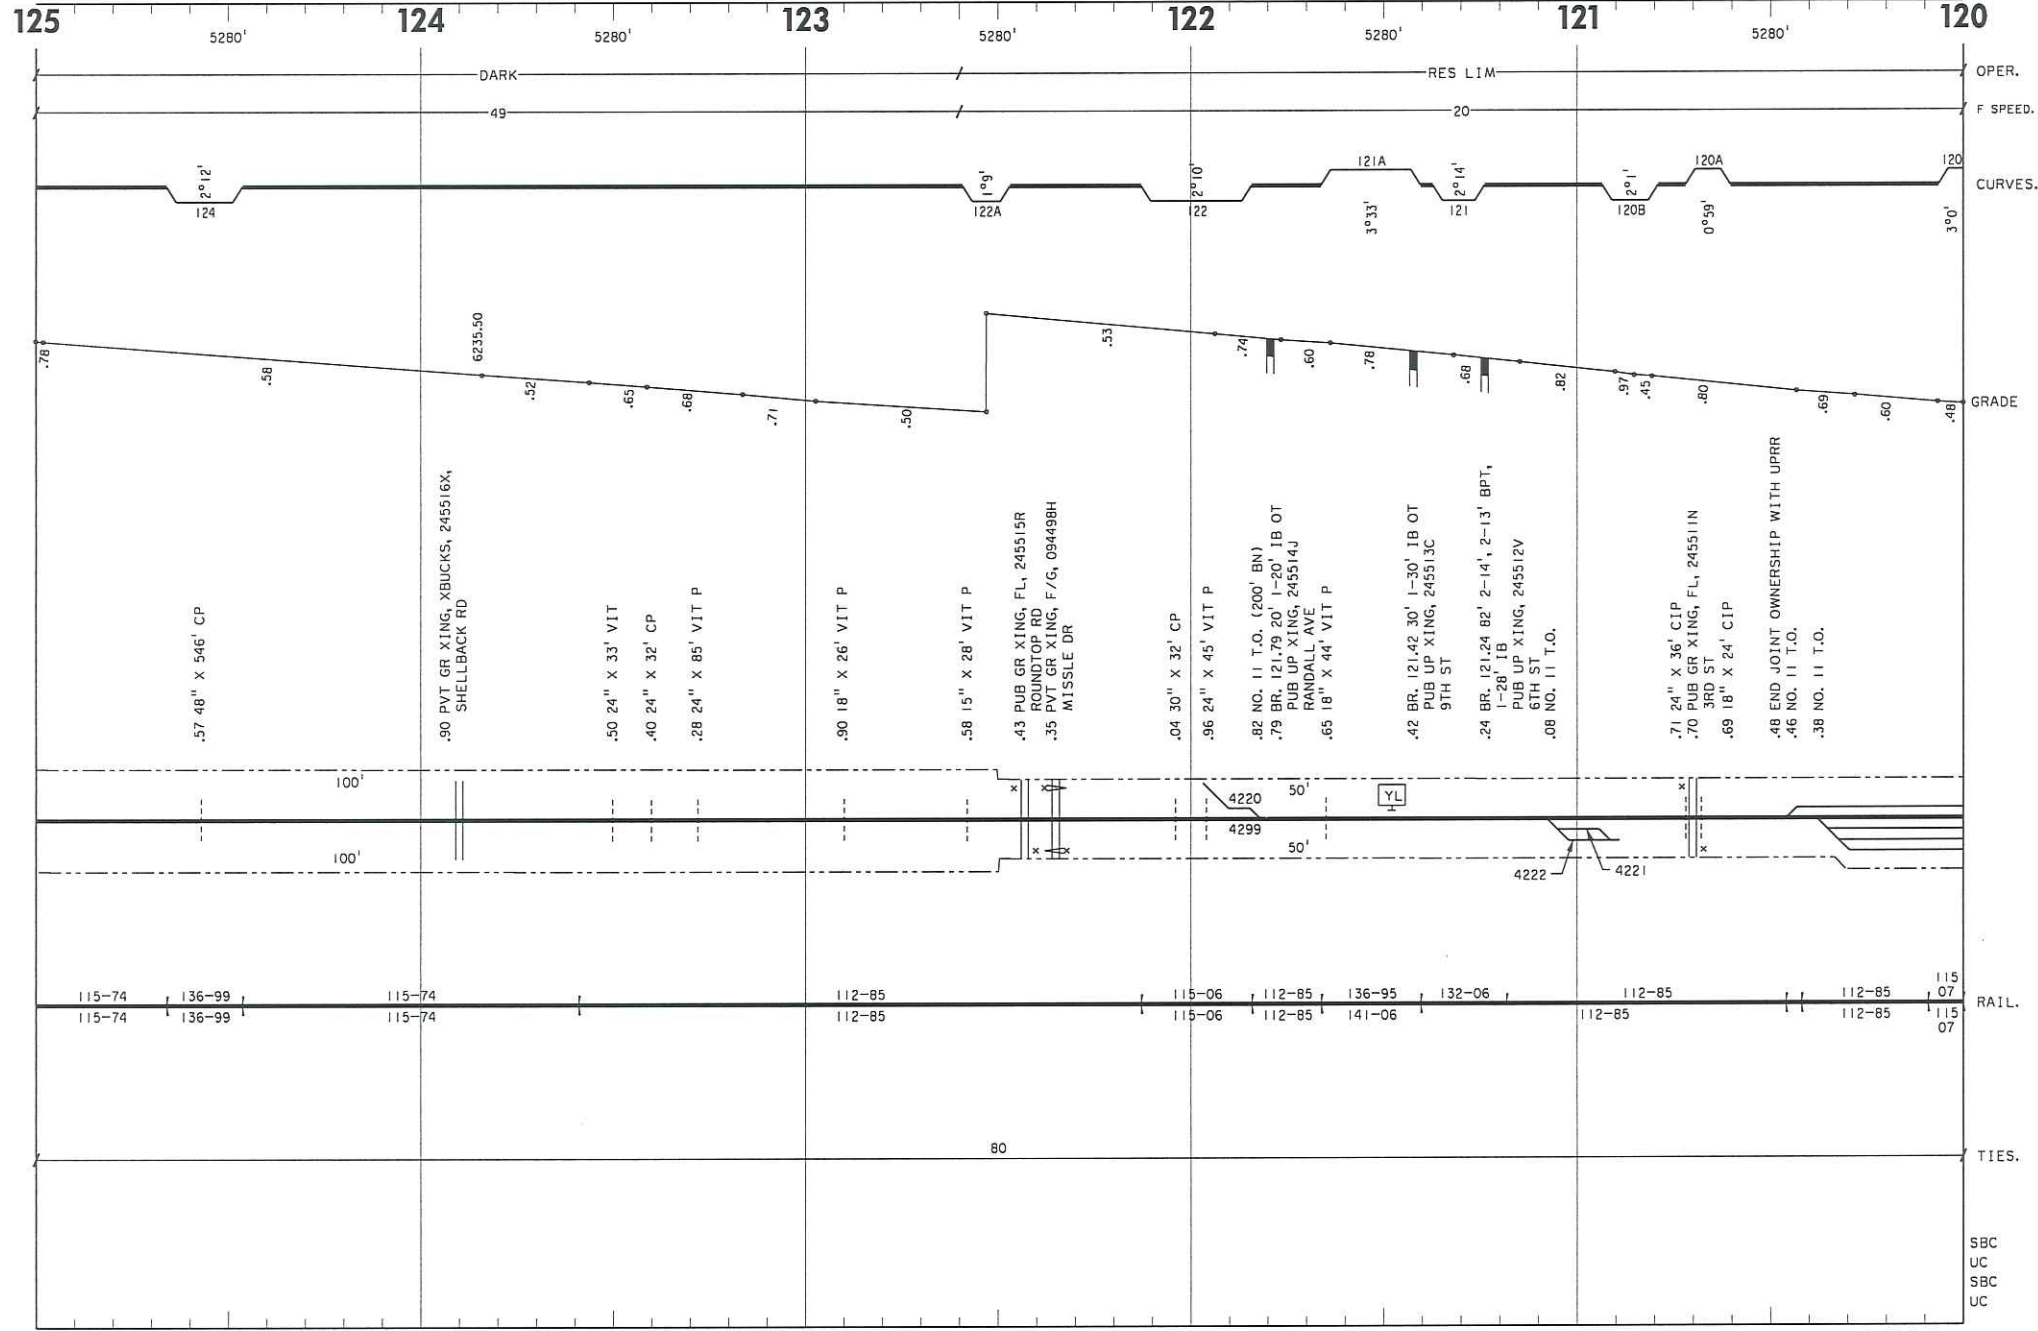 125 124 123 122 121 120
5280' 5280' 5280' 5280' 5280'
DARK RES LIM OPER.
49 20 F SPEED.
2°12' 1°9' 2°10' 121A 2°14' 2°1' 120A 120
CURVES.
124 122A 122 3°33' 121 120B 0°59' 3°0'
6235.50
.78 .58 .52 .65 .68 .71 .50 .53 .74 .60 .78 .68 .82 .97 .45 .80 .69 .60 .48 GRADE
.57 48" X 546' CP
.90 PVT GR XING, XBUCKS, 245516X,
SHELLBACK RD
.50 24" X 33' VIT
.40 24" X 32' CP
.28 24" X 85' VIT P
.90 18" X 26' VIT P
.58 15" X 28' VIT P
.43 PUB GR XING, FL, 245515R
ROUNDTOP RD
.35 PVT GR XING, F/G, 094498H
MISSLE DR
.04 30" X 32' CP
.96 24" X 45' VIT P
.82 NO. 11 T.O. (200' BN)
.79 BR. 121.79 20' 1-20' IB OT
PUB UP XING, 245514J
RANDALL AVE
.65 18" X 44' VIT P
.42 BR. 121.42 30' 1-30' IB OT
PUB UP XING, 245513C
9TH ST
.24 BR. 121.24 82' 2-14', 2-13' BPT,
1-28' IB
PUB UP XING, 245512V
6TH ST
.08 NO. 11 T.O.
.71 24" X 36' CIP
.70 PUB GR XING, FL, 245511N
3RD ST
.69 18" X 24' CIP
.48 END JOINT OWNERSHIP WITH UPRR
.46 NO. 11 T.O.
.38 NO. 11 T.O.
100' 50'
4220 YL
4299
100' 50'
4222 4221
115-74 136-99 115-74 112-85 115-06 112-85 136-95 132-06 112-85 112-85 115
07
RAIL.
115-74 136-99 115-74 112-85 115-06 112-85 141-06 112-85 112-85 115
07
80
TIES.
SBC
UC
SBC
UC